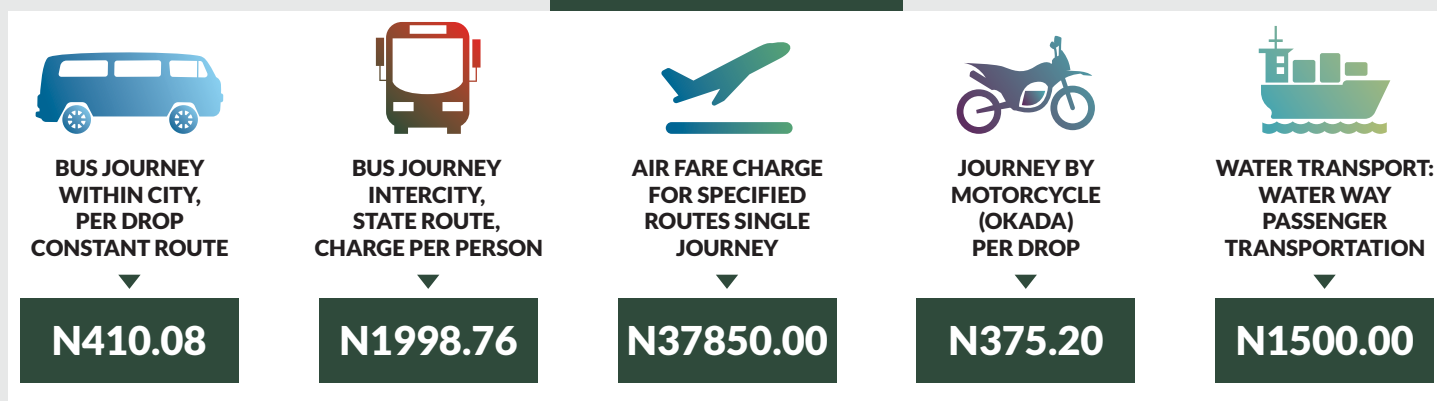 BUS JOURNEY
WITHIN CITY,
PER DROP
CONSTANT ROUTE
N410.08
BUS JOURNEY
INTERCITY,
STATE ROUTE,
CHARGE PER PERSON
N1998.76
AIR FARE CHARGE
FOR SPECIFIED
ROUTES SINGLE
JOURNEY
N37850.00
JOURNEY BY
MOTORCYCLE
(OKADA)
PER DROP
N375.20
WATER TRANSPORT:
WATER WAY
PASSENGER
TRANSPORTATION
N1500.00